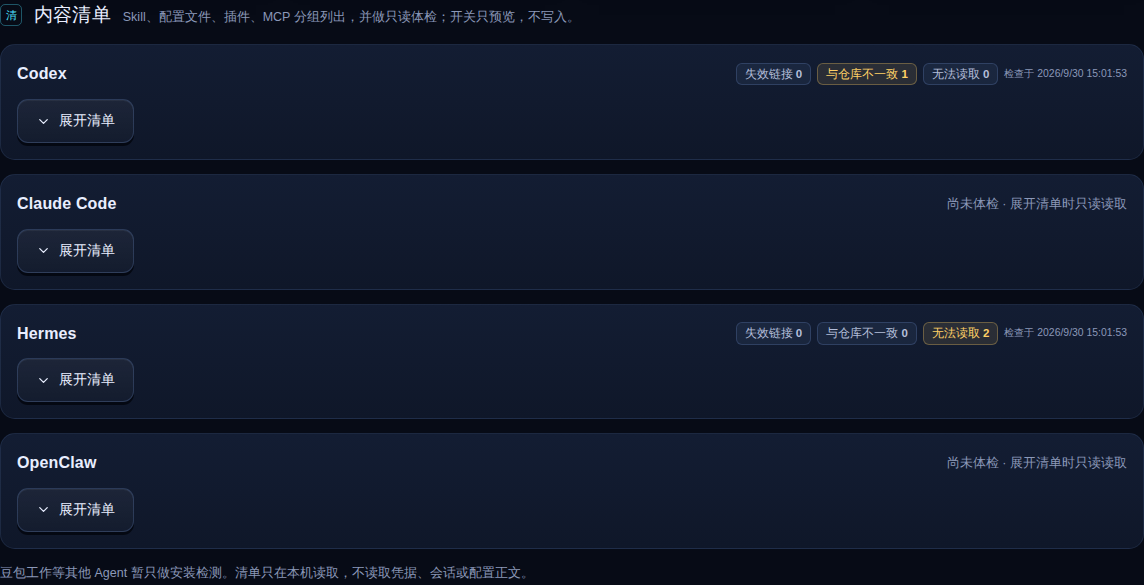 清 内容清单 Skill、配置文件、插件、MCP 分组列出，并做只读体检；开关只预览，不写入。
Codex 失效链接 0 与仓库不一致 1 无法读取 0 检查于 2026/9/30 15:01:53
展开清单
Claude Code 尚未体检 · 展开清单时只读读取
展开清单
Hermes 失效链接 0 与仓库不一致 0 无法读取 2 检查于 2026/9/30 15:01:53
展开清单
OpenClaw 尚未体检 · 展开清单时只读读取
展开清单
豆包工作等其他 Agent 暂只做安装检测。清单只在本机读取，不读取凭据、会话或配置正文。